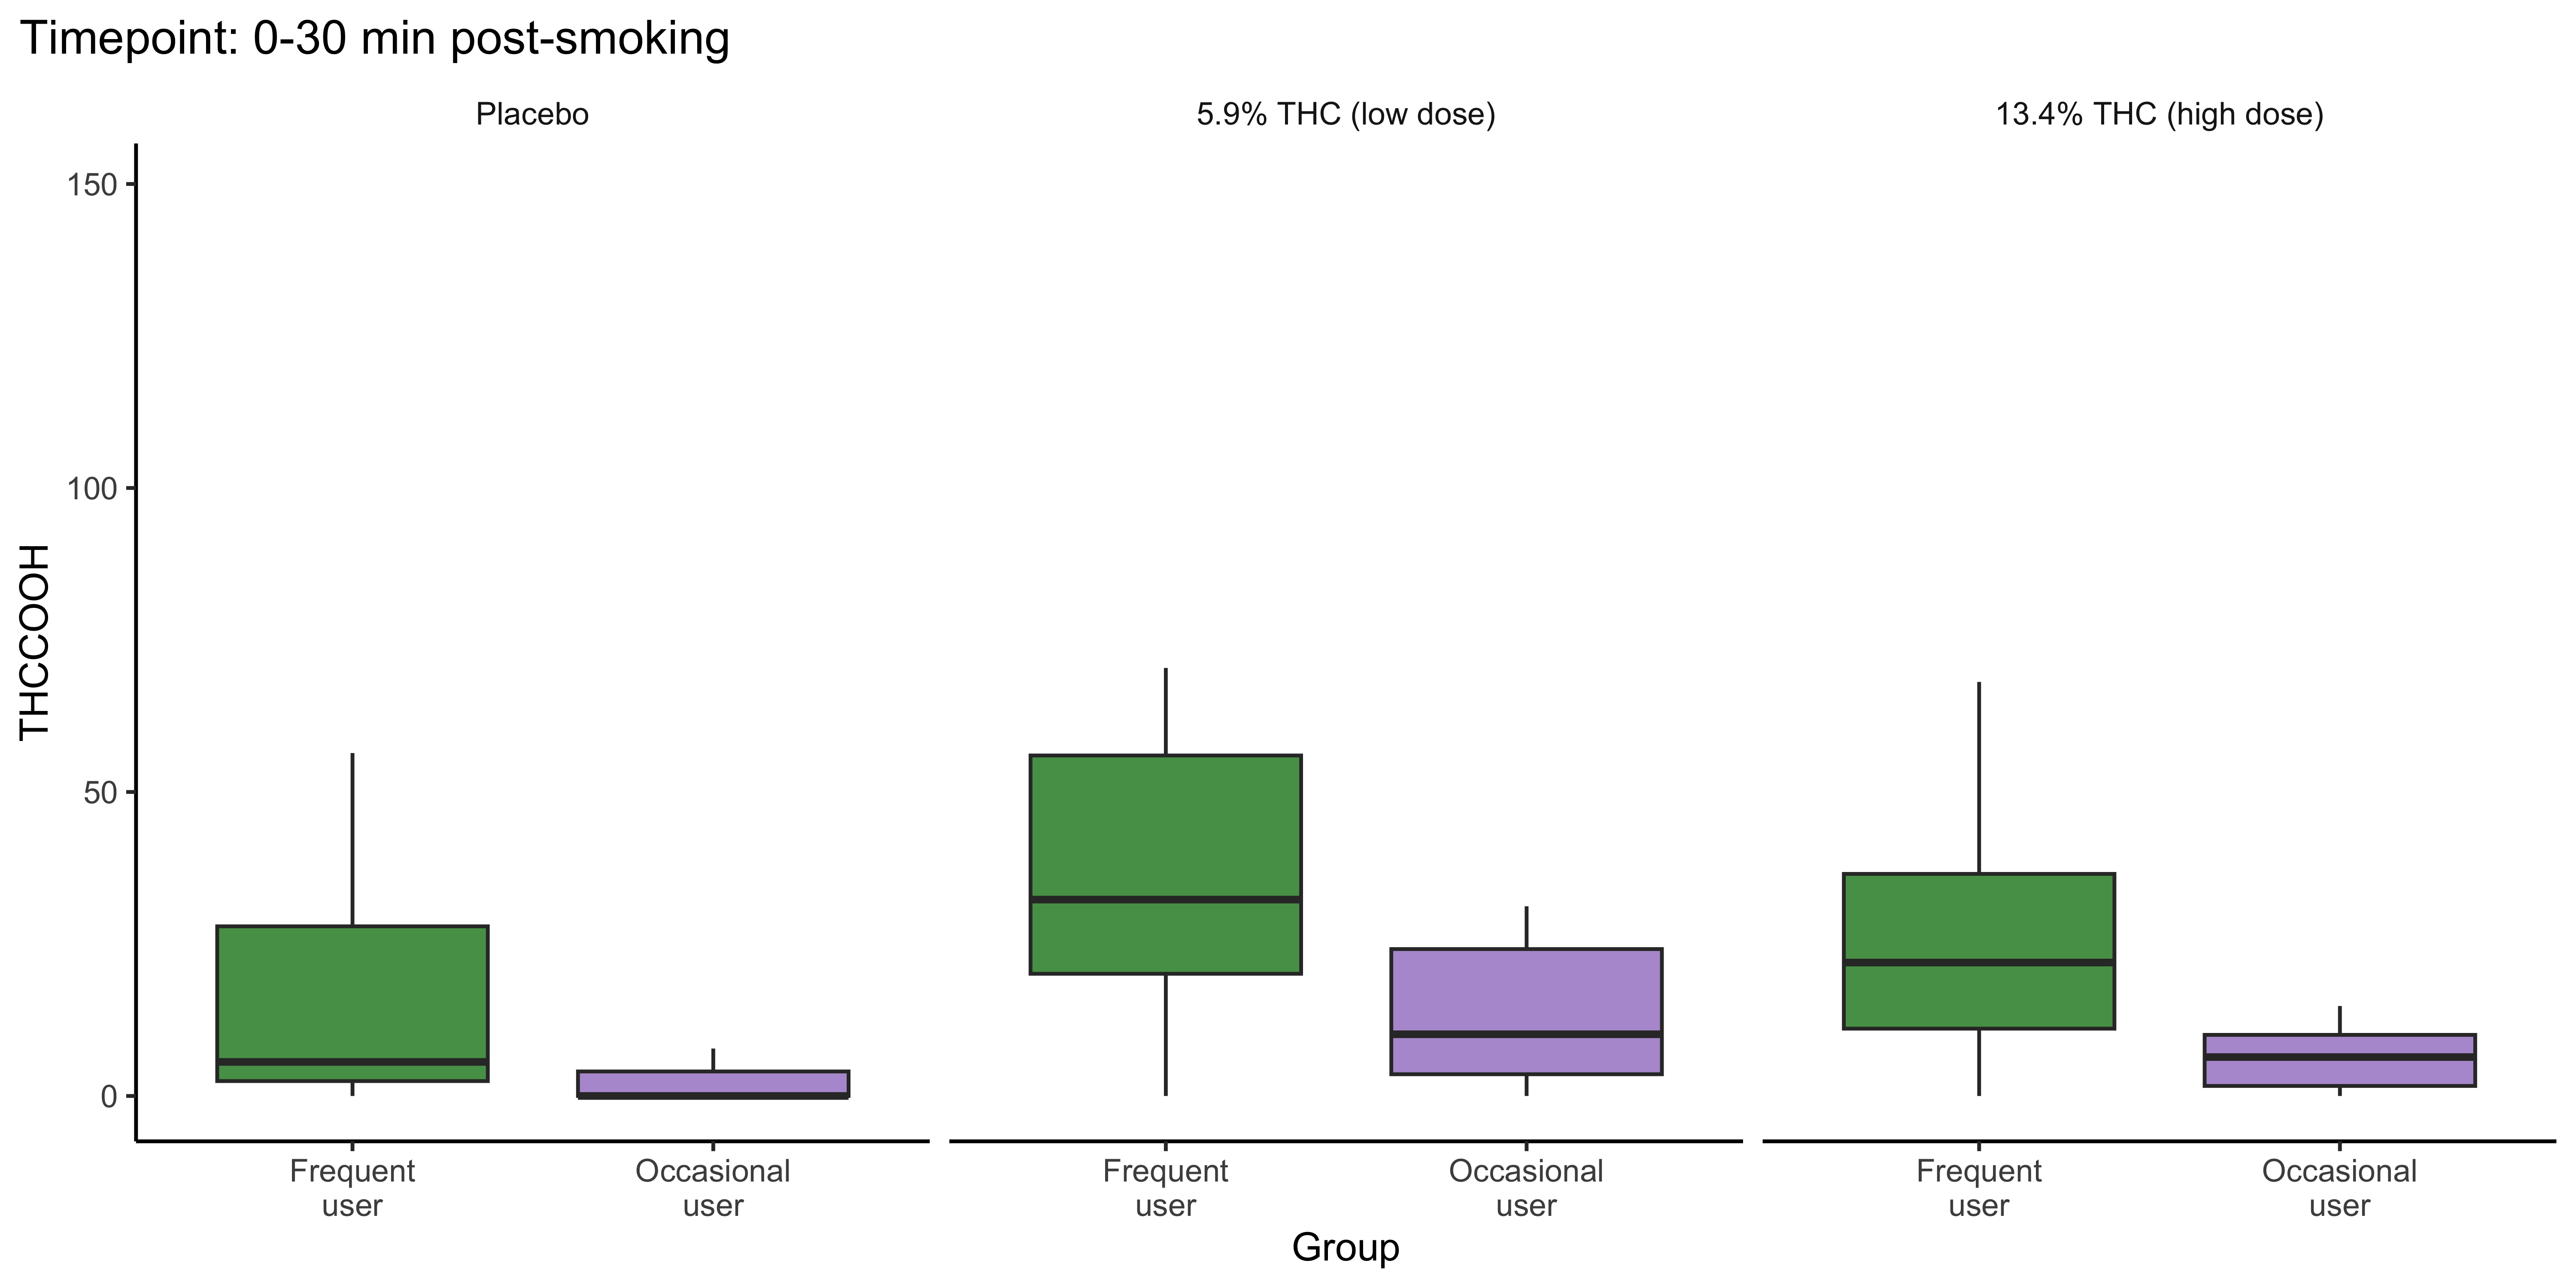 Timepoint: 0-30 min post-smoking
Placebo
5.9% THC (low dose)
13.4% THC (high dose)
150
100
50
0
THCCOOH
Frequent
user
Occasional
user
Frequent
user
Occasional
user
Frequent
user
Occasional
user
Group